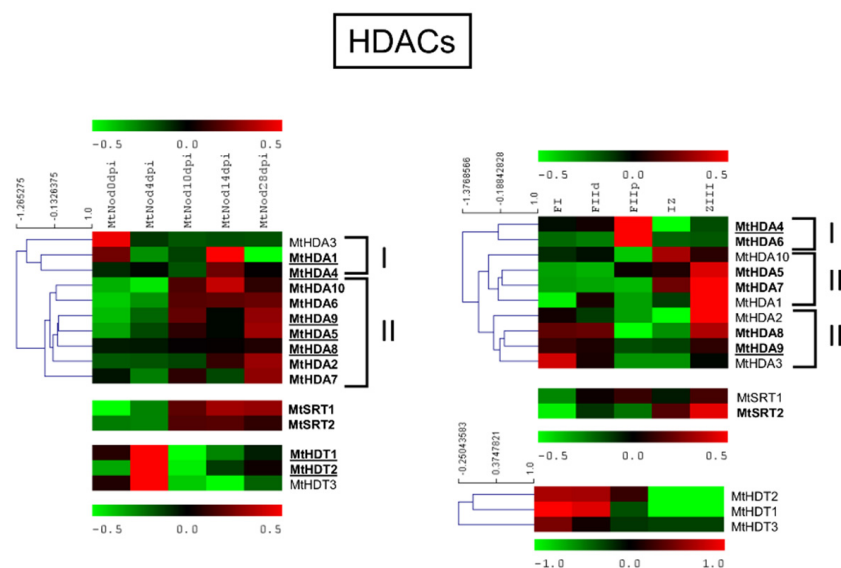 HDACs
-0.5 0.0 0.5
-1.265275
-0.1326375
1.0
MtNod0dpi
MtNod4dpi
MtNod10dpi
MtNod14dpi
MtNod28dpi
MtHDA3
MtHDA1
MtHDA4
MtHDA10
MtHDA6
MtHDA9
MtHDA5
MtHDA8
MtHDA2
MtHDA7
I
II
MtSRT1
MtSRT2
MtHDT1
MtHDT2
MtHDT3
-0.5 0.0 0.5
-0.5 0.0 0.5
-1.3768566
-0.18842828
1.0
FI
FIId
FIIp
IZ
ZIII
MtHDA4
MtHDA6
MtHDA10
MtHDA5
MtHDA7
MtHDA1
MtHDA2
MtHDA8
MtHDA9
MtHDA3
I
II
II
MtSRT1
MtSRT2
-0.5 0.0 0.5
-0.25043583
0.3747821
1.0
MtHDT2
MtHDT1
MtHDT3
-1.0 0.0 1.0